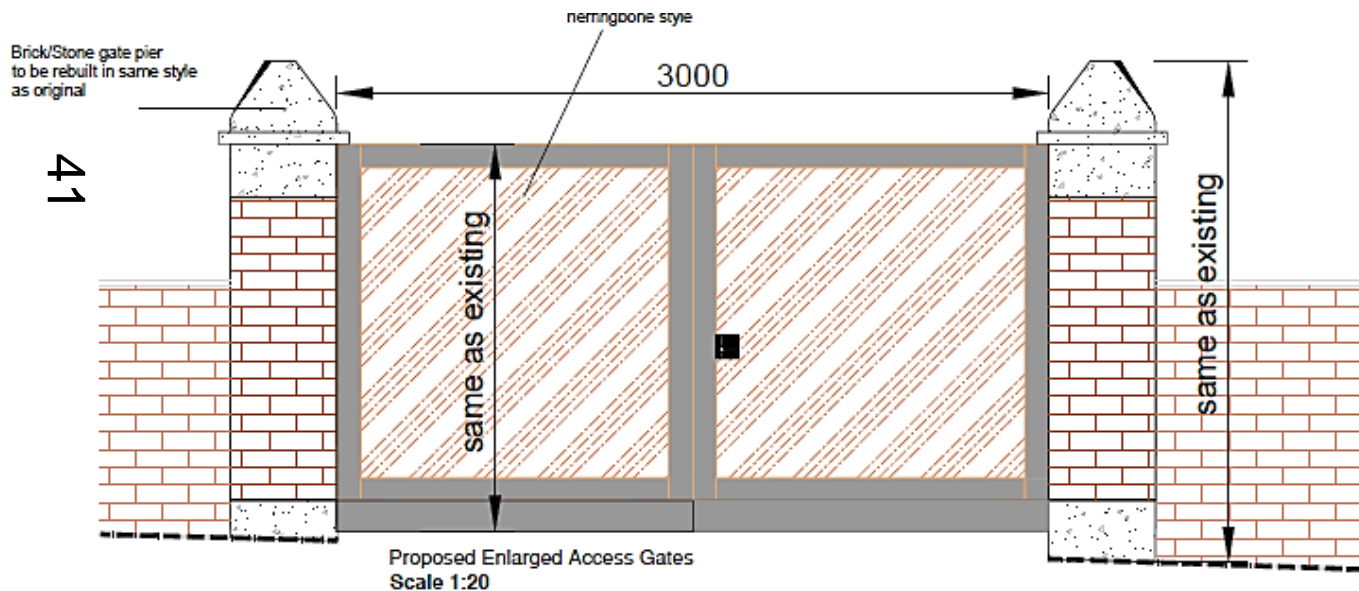 herringbone style
Brick/Stone gate pier
to be rebuilt in same style
as original
3000
41
same as existing
same as existing
Proposed Enlarged Access Gates
Scale 1:20